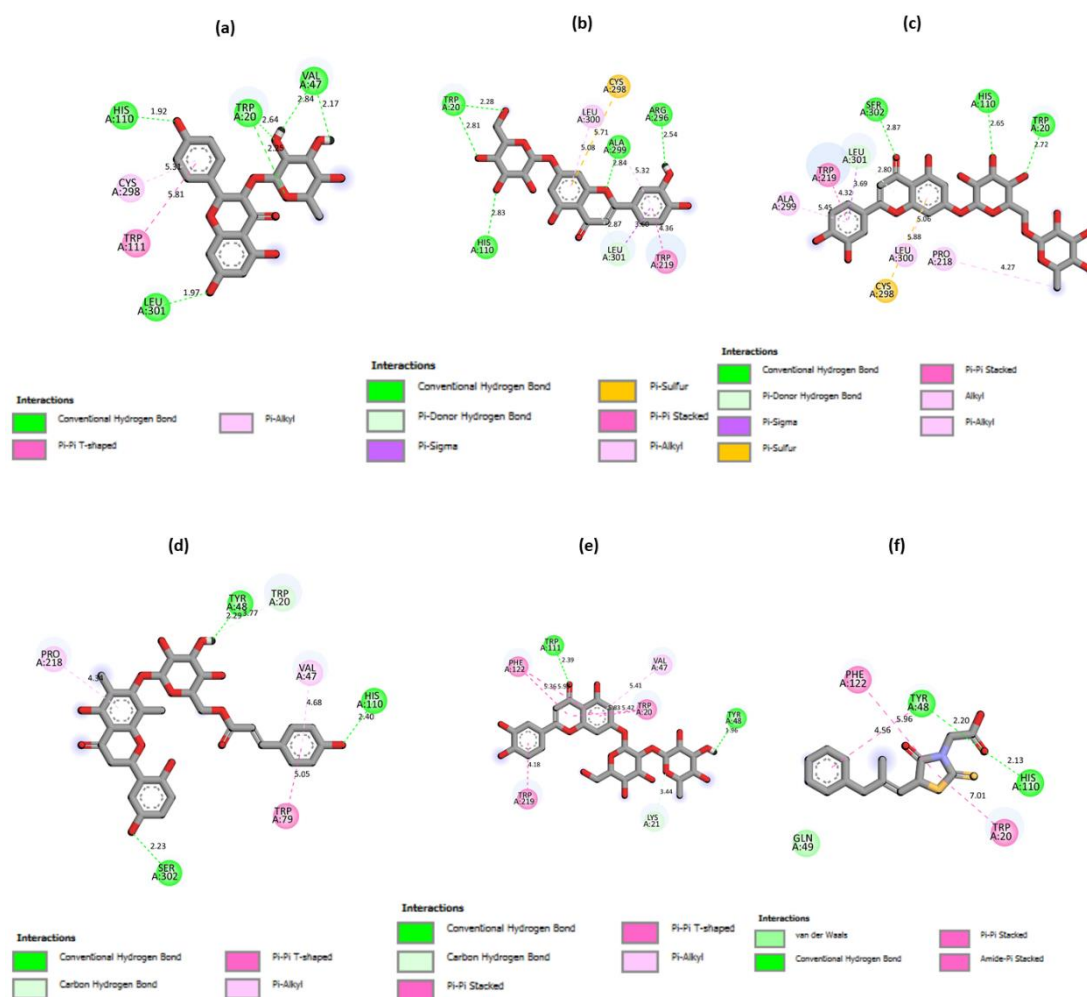 (a)
VAL
A:47
2.84
2.17
TRP
A:20
2.64
HIS
A:110
1.92
CYS
A:298
5.31
5.81
TRP
A:111
LEU
A:301
1.97
Interactions
Conventional Hydrogen Bond
Pi-Pi T-shaped
Pi-Alkyl
(b)
CYS
A:298
TRP
A:20
2.28
2.81
LEU
A:300
5.71
5.08
ARG
A:296
2.54
ALA
A:299
2.84
5.32
HIS
A:110
2.83
2.87
4.36
LEU
A:301
TRP
A:219
Interactions
Conventional Hydrogen Bond
Pi-Donor Hydrogen Bond
Pi-Sigma
Pi-Sulfur
Pi-Pi Stacked
Pi-Alkyl
(c)
SER
A:302
2.87
HIS
A:110
2.65
TRP
A:20
2.72
LEU
A:301
2.80
TRP
A:219
3.69
4.32
ALA
A:299
5.45
5.06
5.88
LEU
A:300
PRO
A:218
4.27
CYS
A:298
Interactions
Conventional Hydrogen Bond
Pi-Donor Hydrogen Bond
Pi-Sigma
Pi-Sulfur
Pi-Pi Stacked
Alkyl
Pi-Alkyl
(d)
TYR
A:48
2.29
3.77
TRP
A:20
PRO
A:218
VAL
A:47
4.68
HIS
A:110
2.40
5.05
TRP
A:79
2.23
SER
A:302
Interactions
Conventional Hydrogen Bond
Carbon Hydrogen Bond
Pi-Pi T-shaped
Pi-Alkyl
(e)
TRP
A:111
2.39
PHE
A:122
VAL
A:47
5.41
5.36
TRP
A:20
TYR
A:48
4.18
TRP
A:219
3.44
LYS
A:21
Interactions
Conventional Hydrogen Bond
Carbon Hydrogen Bond
Pi-Pi Stacked
Pi-Pi T-shaped
Pi-Alkyl
(f)
PHE
A:122
TYR
A:48
5.96
2.20
4.56
2.13
HIS
A:110
7.01
TRP
A:20
GLN
A:49
Interactions
van der Waals
Conventional Hydrogen Bond
Pi-Pi Stacked
Amide-Pi Stacked